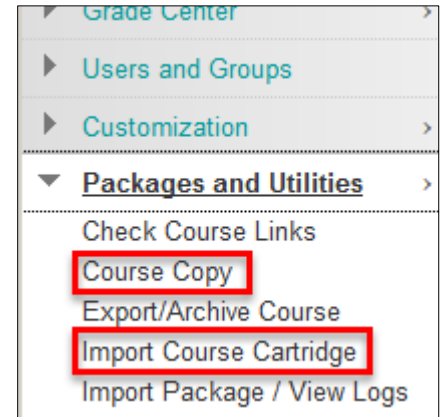 Grade Center
Users and Groups
Customization
Packages and Utilities
Check Course Links
Course Copy
Export/Archive Course
Import Course Cartridge
Import Package / View Logs